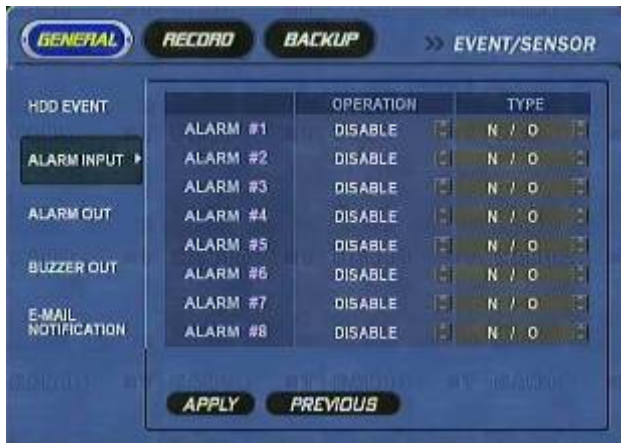 GENERAL RECORD BACKUP >> EVENT/SENSOR
HDD EVENT
ALARM INPUT
ALARM OUT
BUZZER OUT
E-MAIL
NOTIFICATION
OPERATION TYPE
ALARM #1 DISABLE N / O
ALARM #2 DISABLE N / O
ALARM #3 DISABLE N / O
ALARM #4 DISABLE N / O
ALARM #5 DISABLE N / O
ALARM #6 DISABLE N / O
ALARM #7 DISABLE N / O
ALARM #8 DISABLE N / O
APPLY PREVIOUS